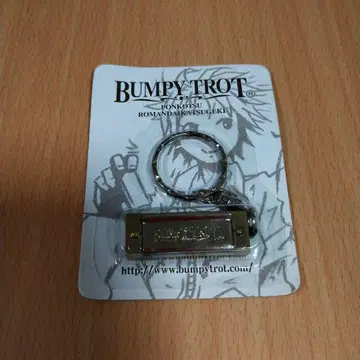 BUMPY TROT®
PONKOTSU
ROMANDAIKATSUGEKI
http://www.bumpytrot.com/